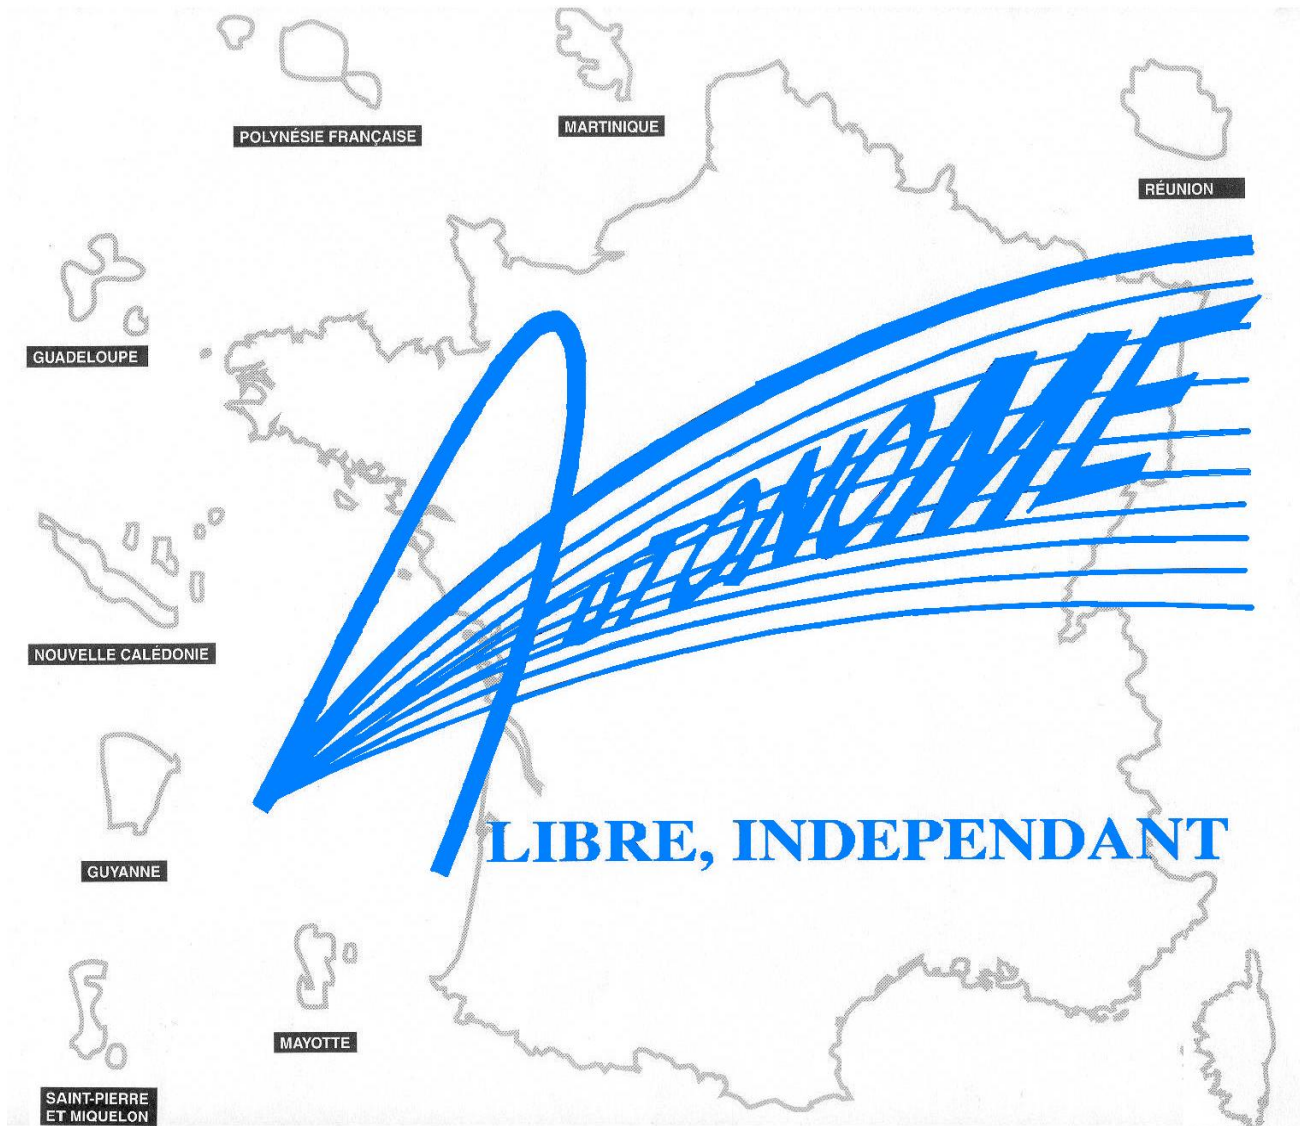 POLYNÉSIE FRANÇAISE
MARTINIQUE
RÉUNION
GUADELOUPE
AUTONOME
NOUVELLE CALÉDONIE
LIBRE, INDEPENDANT
GUYANNE
MAYOTTE
SAINT-PIERRE
ET MIQUELON